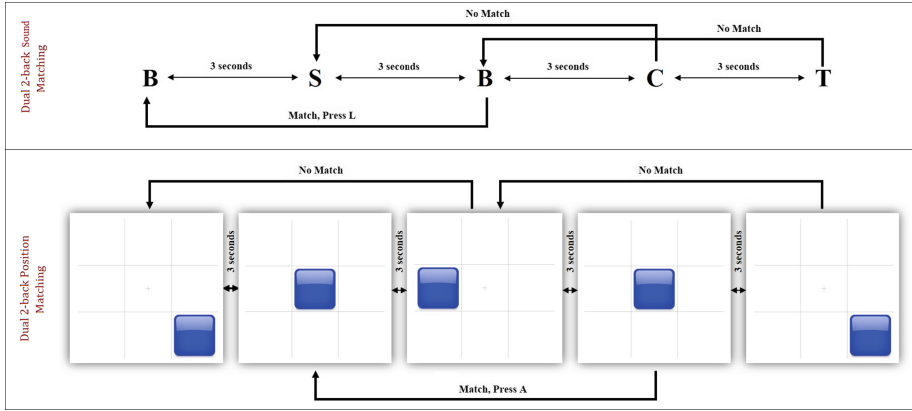 Dual 2-back Sound
Matching
No Match
No Match
B
3 seconds
S
3 seconds
B
3 seconds
C
3 seconds
T
Match, Press L
Dual 2-back Position
Matching
No Match
No Match
3 seconds
3 seconds
3 seconds
3 seconds
Match, Press A